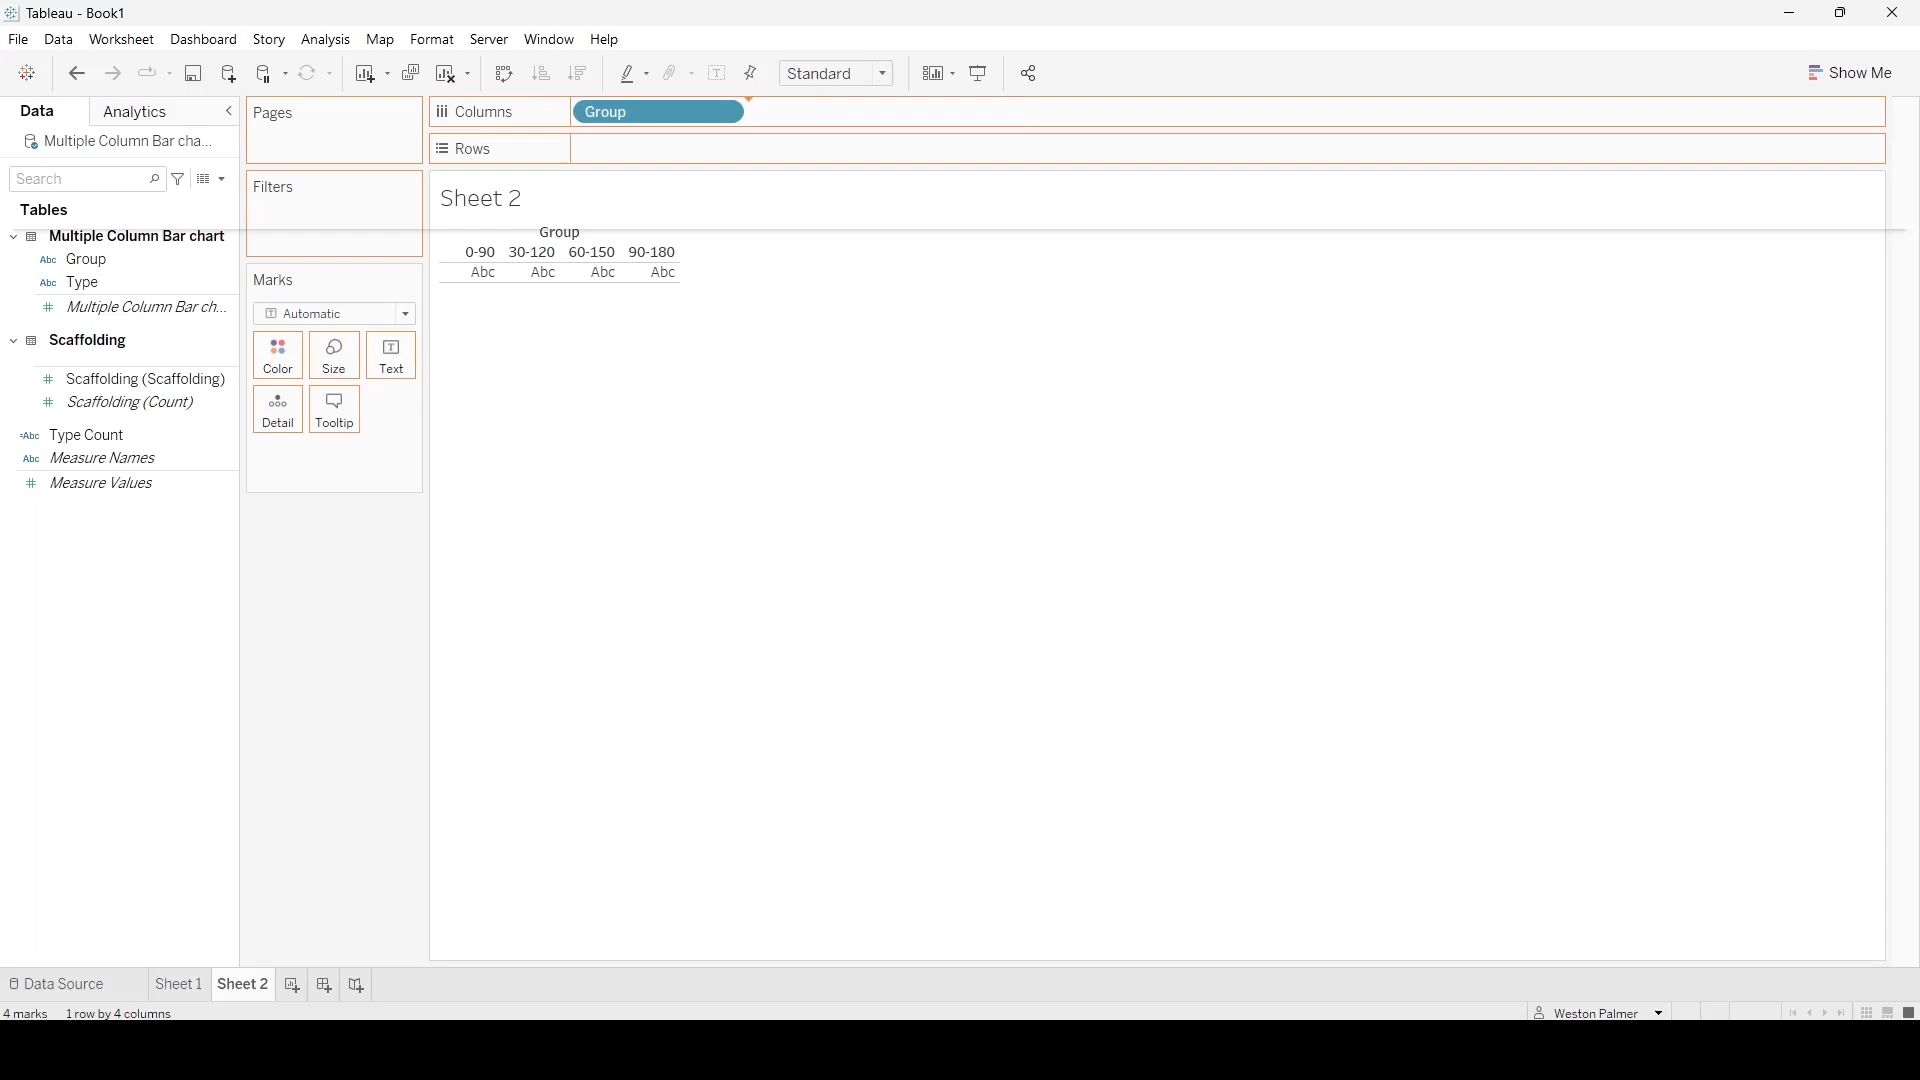 Tableau - Book1
File Data Worksheet Dashboard Story Analysis Map Format Server Window Help
Standard
Show Me
Data Analytics
Multiple Column Bar cha...
Search
Tables
Multiple Column Bar chart
Abc Group
Abc Type
# Multiple Column Bar ch...
Scaffolding
# Scaffolding (Scaffolding)
# Scaffolding (Count)
=Abc Type Count
Abc Measure Names
# Measure Values
Pages
Filters
Marks
Automatic
Color Size Text
Detail Tooltip
Columns Group
Rows
Sheet 2
Group
0-90 30-120 60-150 90-180
Abc Abc Abc Abc
Data Source Sheet 1 Sheet 2
4 marks 1 row by 4 columns
Weston Palmer